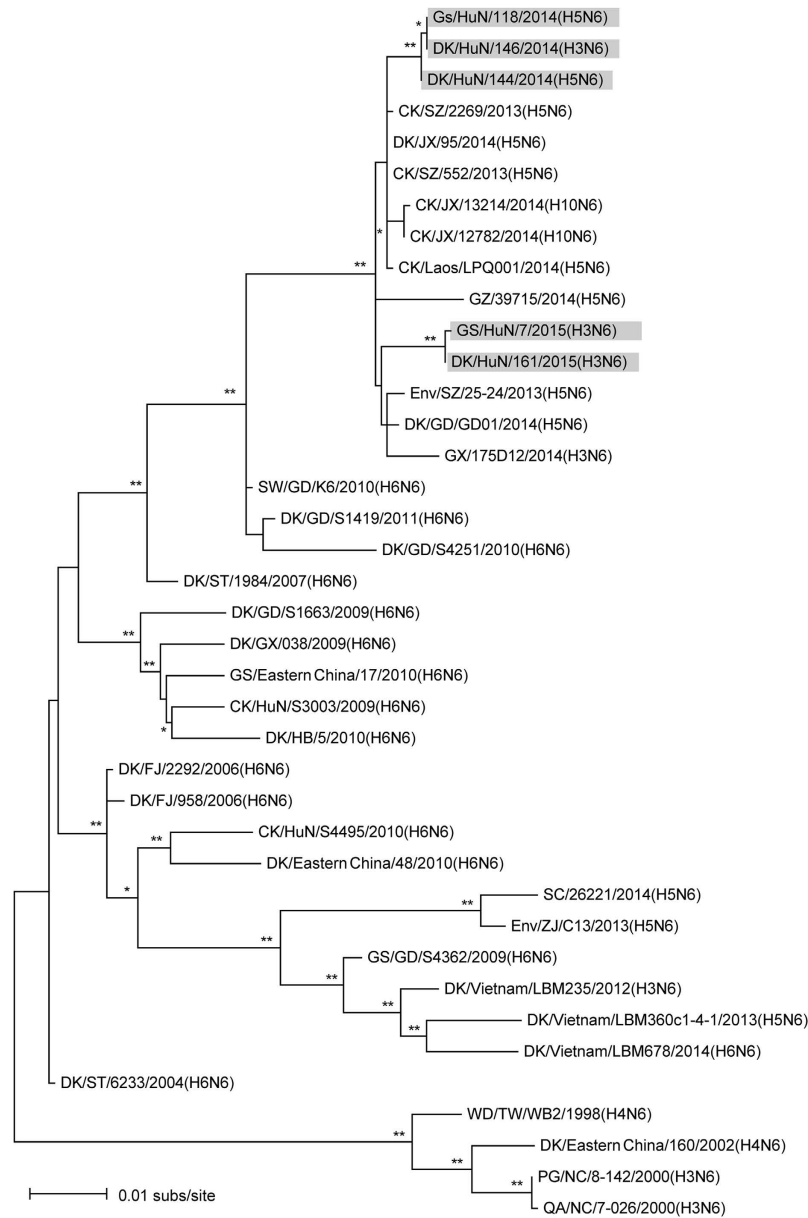 *
Gs/HuN/118/2014(H5N6)
**
DK/HuN/146/2014(H3N6)
DK/HuN/144/2014(H5N6)
CK/SZ/2269/2013(H5N6)
DK/JX/95/2014(H5N6)
CK/SZ/552/2013(H5N6)
CK/JX/13214/2014(H10N6)
*
CK/JX/12782/2014(H10N6)
**
CK/Laos/LPQ001/2014(H5N6)
GZ/39715/2014(H5N6)
GS/HuN/7/2015(H3N6)
**
DK/HuN/161/2015(H3N6)
**
Env/SZ/25-24/2013(H5N6)
DK/GD/GD01/2014(H5N6)
GX/175D12/2014(H3N6)
**
SW/GD/K6/2010(H6N6)
DK/GD/S1419/2011(H6N6)
DK/GD/S4251/2010(H6N6)
DK/ST/1984/2007(H6N6)
DK/GD/S1663/2009(H6N6)
**
DK/GX/038/2009(H6N6)
**
GS/Eastern China/17/2010(H6N6)
CK/HuN/S3003/2009(H6N6)
*
DK/HB/5/2010(H6N6)
DK/FJ/2292/2006(H6N6)
DK/FJ/958/2006(H6N6)
**
CK/HuN/S4495/2010(H6N6)
**
DK/Eastern China/48/2010(H6N6)
*
SC/26221/2014(H5N6)
**
Env/ZJ/C13/2013(H5N6)
**
GS/GD/S4362/2009(H6N6)
**
DK/Vietnam/LBM235/2012(H3N6)
**
DK/Vietnam/LBM360c1-4-1/2013(H5N6)
**
DK/Vietnam/LBM678/2014(H6N6)
DK/ST/6233/2004(H6N6)
WD/TW/WB2/1998(H4N6)
**
DK/Eastern China/160/2002(H4N6)
**
PG/NC/8-142/2000(H3N6)
**
QA/NC/7-026/2000(H3N6)
0.01 subs/site